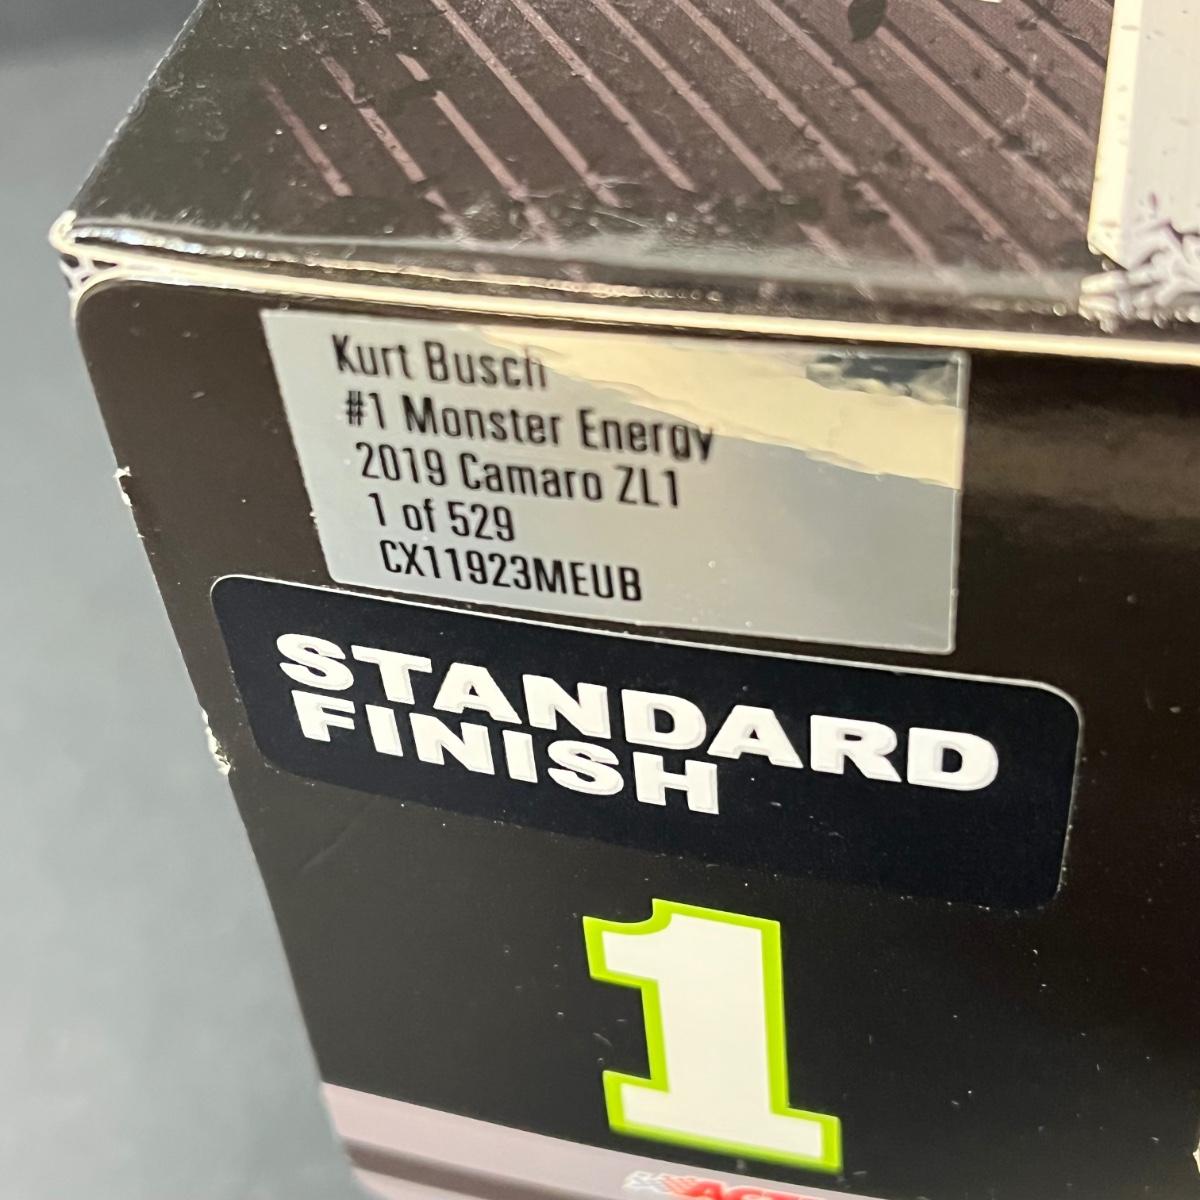 Kurt Busch
#1 Monster Energy
2019 Camaro ZL1
1 of 529
CX11923MEUB
STANDARD
FINISH
1